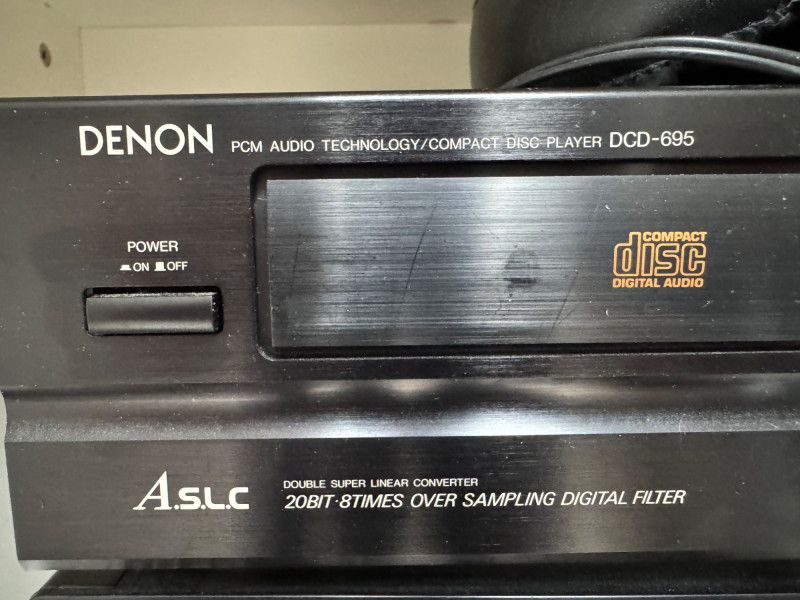 DENON PCM AUDIO TECHNOLOGY/COMPACT DISC PLAYER DCD-695
POWER
ON OFF
COMPACT
disc
DIGITAL AUDIO
A.S.L.C
DOUBLE SUPER LINEAR CONVERTER
20BIT·8TIMES OVER SAMPLING DIGITAL FILTER